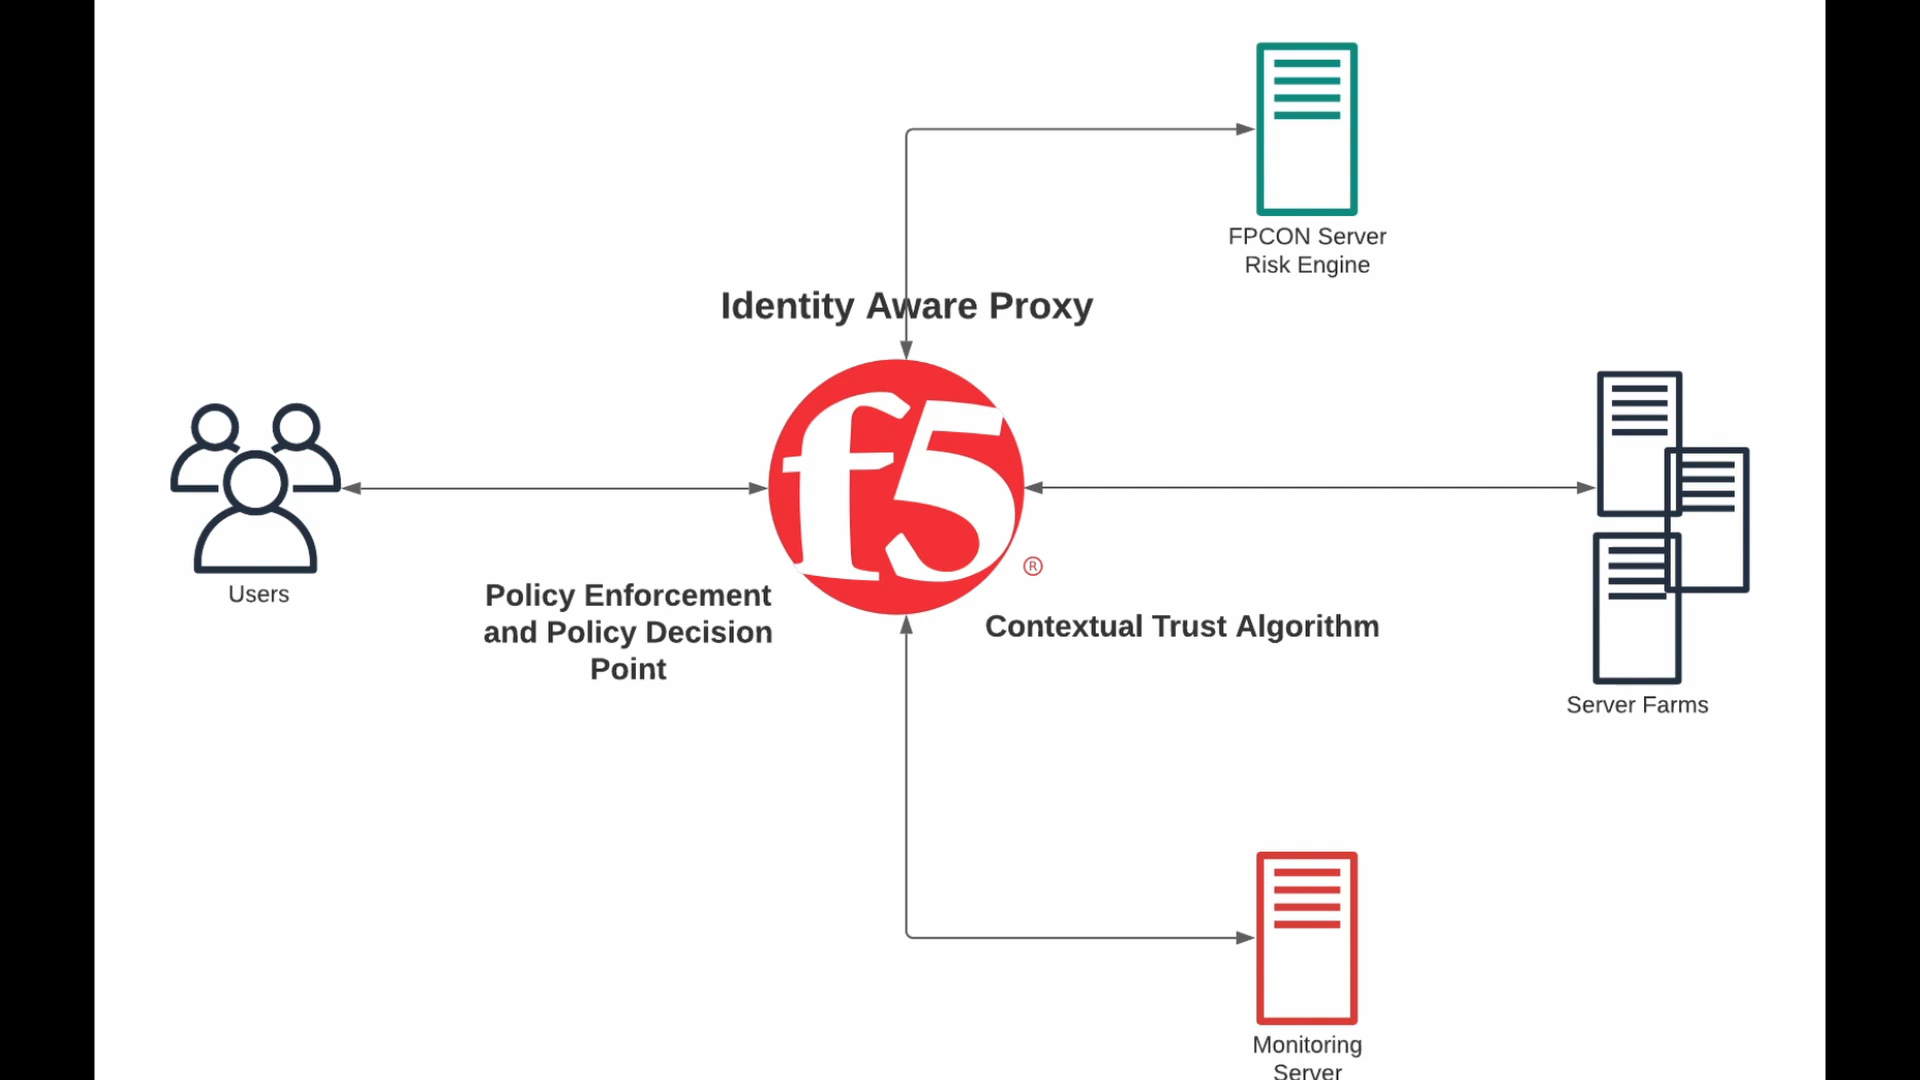 FPCON Server
Risk Engine
Identity Aware Proxy
f5
®
Users
Policy Enforcement
and Policy Decision
Point
Contextual Trust Algorithm
Server Farms
Monitoring
Server